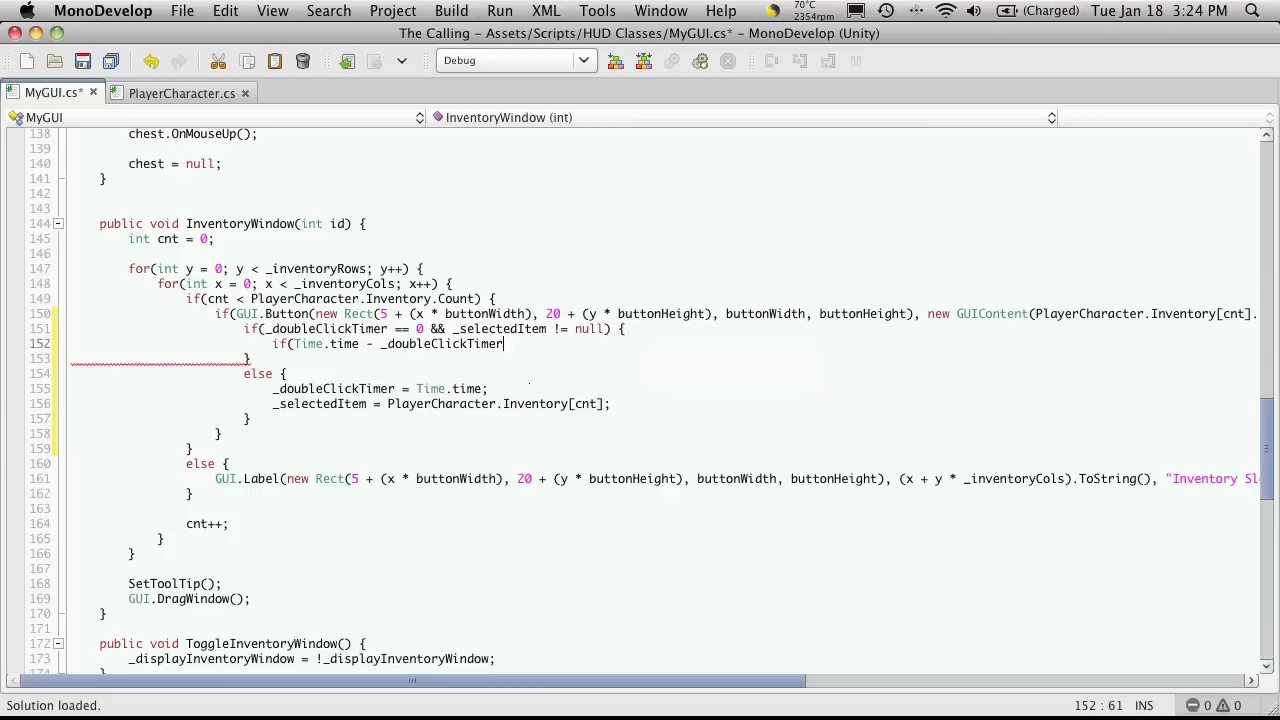 MonoDevelop File Edit View Search Project Build Run XML Tools Window Help 70°C 2354rpm (Charged) Tue Jan 18 3:24 PM
The Calling – Assets/Scripts/HUD Classes/MyGUI.cs* – MonoDevelop (Unity)
Debug
MyGUI.cs* PlayerCharacter.cs
MyGUI InventoryWindow (int)
138 chest.OnMouseUp();
139
140 chest = null;
141 }
142
143
144 public void InventoryWindow(int id) {
145 int cnt = 0;
146
147 for(int y = 0; y < _inventoryRows; y++) {
148 for(int x = 0; x < _inventoryCols; x++) {
149 if(cnt < PlayerCharacter.Inventory.Count) {
150 if(GUI.Button(new Rect(5 + (x * buttonWidth), 20 + (y * buttonHeight), buttonWidth, buttonHeight), new GUIContent(PlayerCharacter.Inventory[cnt].
151 if(_doubleClickTimer == 0 && _selectedItem != null) {
152 if(Time.time - _doubleClickTimer
153 }
154 else {
155 _doubleClickTimer = Time.time;
156 _selectedItem = PlayerCharacter.Inventory[cnt];
157 }
158 }
159 }
160 else {
161 GUI.Label(new Rect(5 + (x * buttonWidth), 20 + (y * buttonHeight), buttonWidth, buttonHeight), (x + y * _inventoryCols).ToString(), "Inventory Sl
162 }
163
164 cnt++;
165 }
166 }
167
168 SetToolTip();
169 GUI.DragWindow();
170 }
171
172 public void ToggleInventoryWindow() {
173 _displayInventoryWindow = !_displayInventoryWindow;
174 }
Solution loaded. 152 : 61 INS 0 0